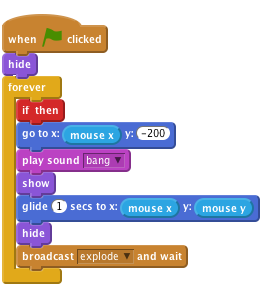 when clicked
hide
forever
if then
go to x: mouse x y: -200
play sound bang
show
glide 1 secs to x: mouse x y: mouse y
hide
broadcast explode and wait